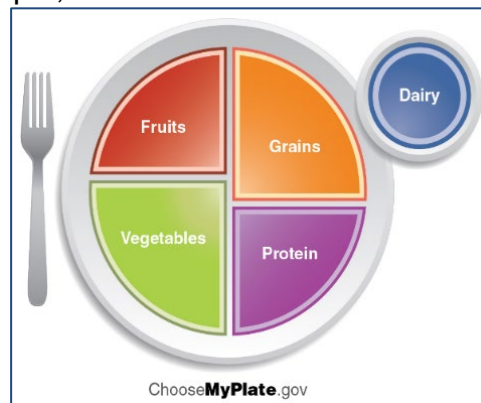 Dairy
Fruits
Grains
Vegetables
Protein
ChooseMyPlate.gov